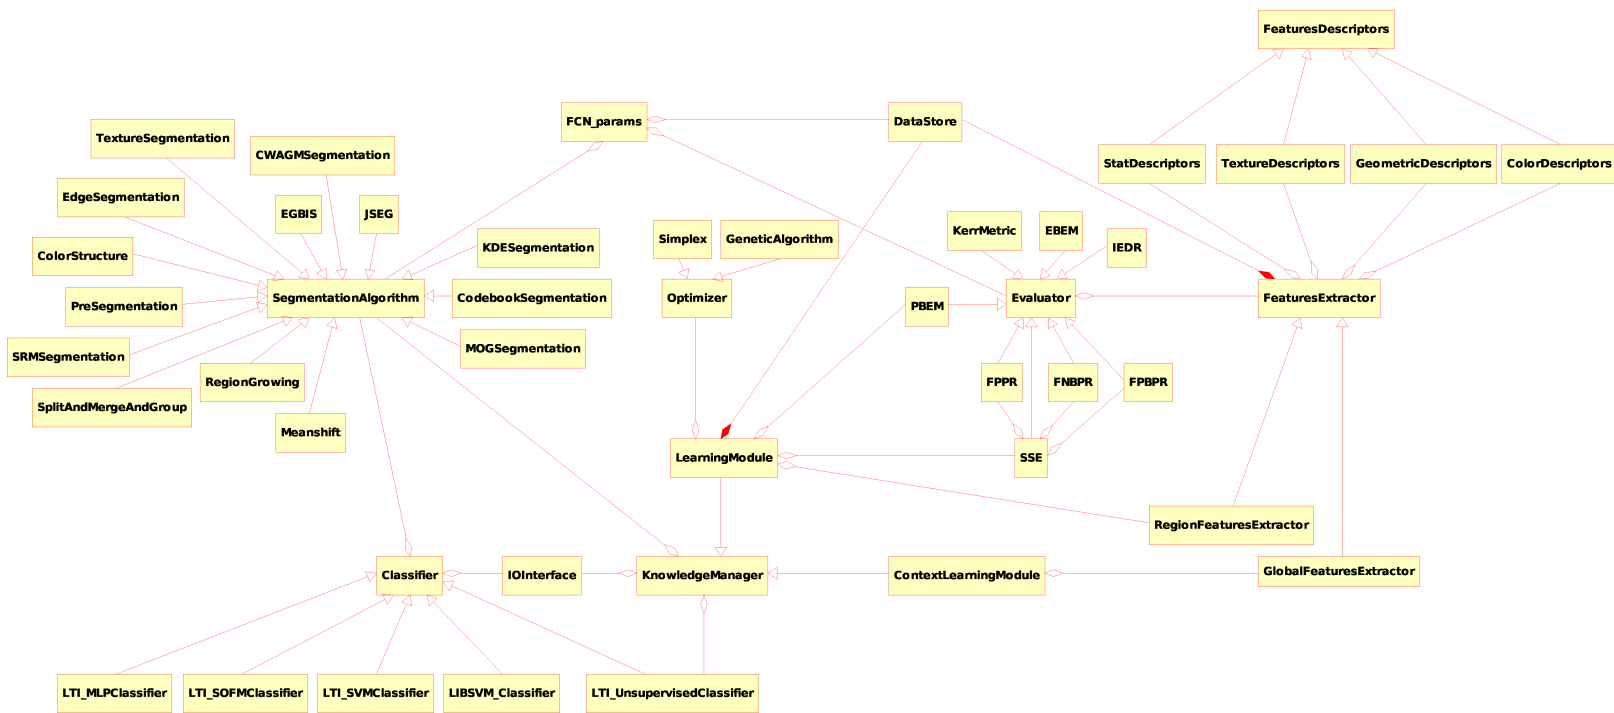 FeaturesDescriptors
FCN_params
DataStore
TextureSegmentation
CWAGMSegmentation
StatDescriptors
TextureDescriptors
GeometricDescriptors
ColorDescriptors
EdgeSegmentation
EGBIS
JSEG
KerrMetric
EBEM
IEDR
Simplex
GeneticAlgorithm
KDESegmentation
ColorStructure
SegmentationAlgorithm
CodebookSegmentation
Optimizer
Evaluator
FeaturesExtractor
PreSegmentation
PBEM
SRMSegmentation
MOGSegmentation
RegionGrowing
FPPR
FNBPR
FPBPR
SplitAndMergeAndGroup
Meanshift
LearningModule
SSE
RegionFeaturesExtractor
Classifier
IOInterface
KnowledgeManager
ContextLearningModule
GlobalFeaturesExtractor
LTI_MLPClassifier
LTI_SOFMClassifier
LTI_SVMClassifier
LIBSVM_Classifier
LTI_UnsupervisedClassifier